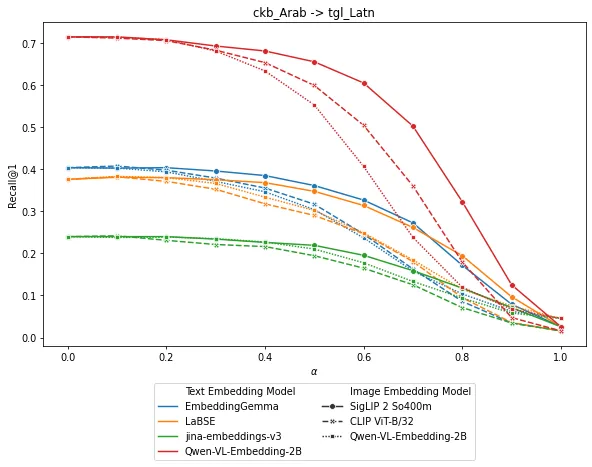 ckb_Arab -> tgl_Latn
Recall@1
0.7
0.6
0.5
0.4
0.3
0.2
0.1
0.0
0.0 0.2 0.4 0.6 0.8 1.0
α
Text Embedding Model Image Embedding Model
EmbeddingGemma SigLIP 2 So400m
LaBSE CLIP ViT-B/32
jina-embeddings-v3 Qwen-VL-Embedding-2B
Qwen-VL-Embedding-2B